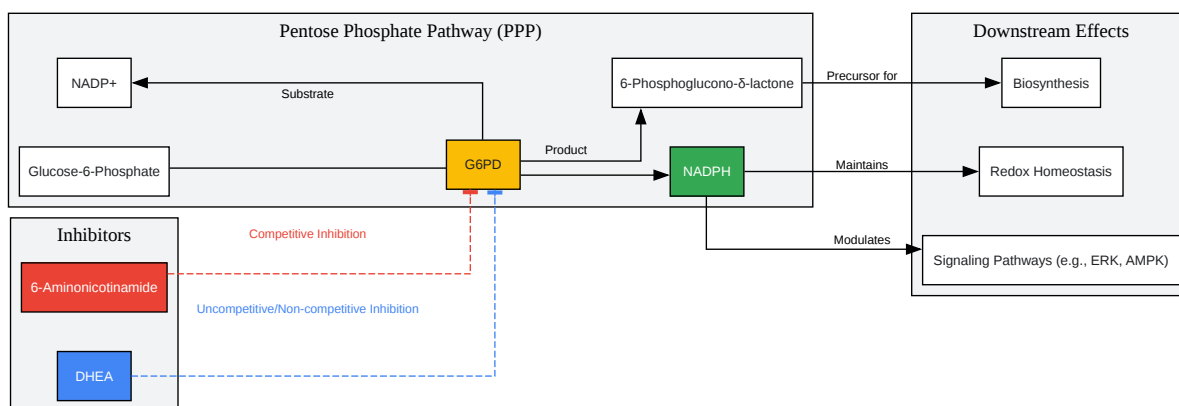 Pentose Phosphate Pathway (PPP)
Downstream Effects
NADP+
Substrate
6-Phosphoglucono-δ-lactone
Precursor for
Biosynthesis
Glucose-6-Phosphate
G6PD
Product
NADPH
Maintains
Redox Homeostasis
Inhibitors
Competitive Inhibition
Modulates
Signaling Pathways (e.g., ERK, AMPK)
6-Aminonicotinamide
Uncompetitive/Non-competitive Inhibition
DHEA